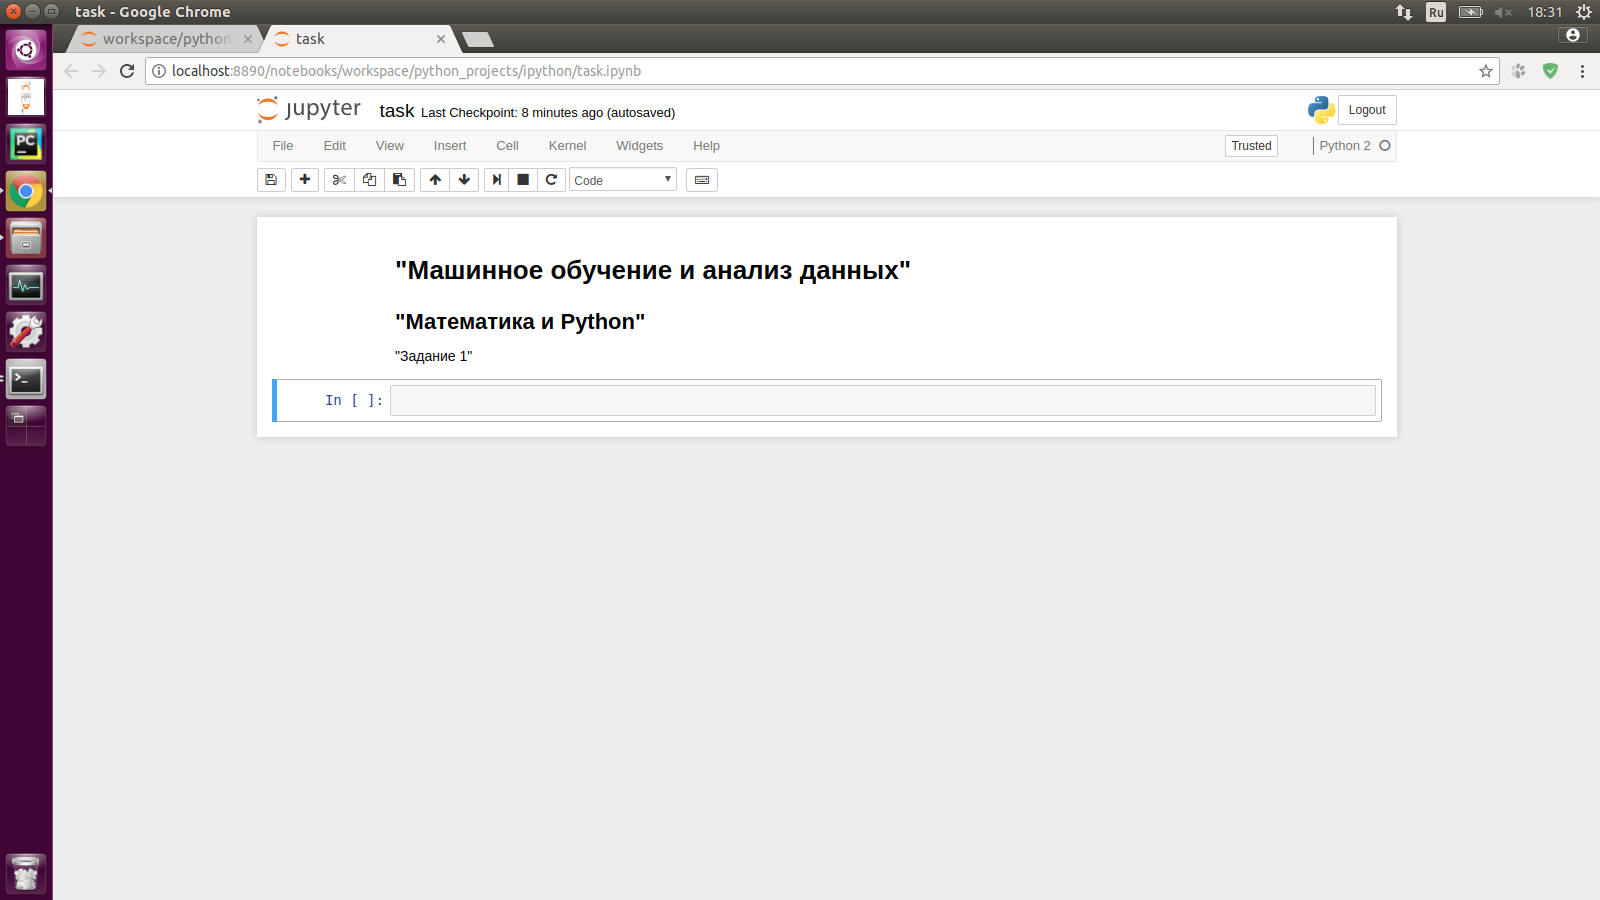 task - Google Chrome
Ru
18:31
workspace/python
task
localhost:8890/notebooks/workspace/python_projects/ipython/task.ipynb
jupyter task Last Checkpoint: 8 minutes ago (autosaved)
Logout
File Edit View Insert Cell Kernel Widgets Help
Trusted
Python 2
Code
PC
"Машинное обучение и анализ данных"
"Математика и Python"
"Задание 1"
In [ ]: